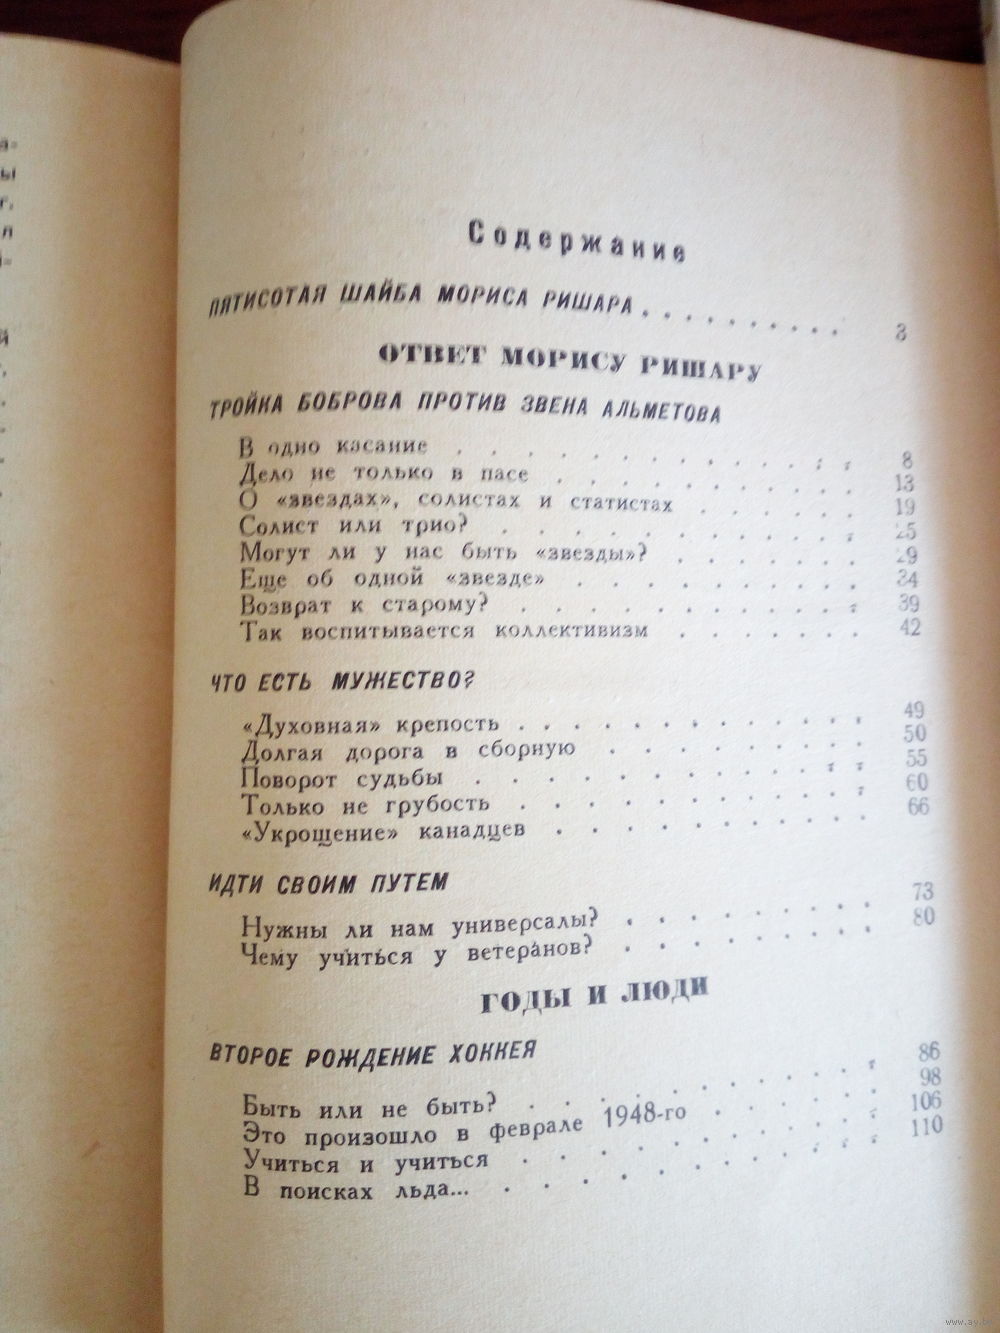 а-
ы
г.
л
й
Содержание
ПЯТИСОТАЯ ШАЙБА МОРИСА РИШАРА . . . . . . . . . . 3
ОТВЕТ МОРИСУ РИШАРУ
ТРОЙКА БОБРОВА ПРОТИВ ЗВЕНА АЛЬМЕТОВА
В одно касание . . . . . . . . . . . . 8
Дело не только в пасе . . . . . . . . . . 13
О «звездах», солистах и статистах . . . . . . 19
Солист или трио? . . . . . . . . . . . 25
Могут ли у нас быть «звезды»? . . . . . . . 29
Еще об одной «звезде» . . . . . . . . . 34
Возврат к старому? . . . . . . . . . . . 39
Так воспитывается коллективизм . . . . . . . 42
ЧТО ЕСТЬ МУЖЕСТВО?
«Духовная» крепость . . . . . . . . . . . 49
Долгая дорога в сборную . . . . . . . . . 50
Поворот судьбы . . . . . . . . . . . . 55
Только не грубость . . . . . . . . . . . 60
«Укрощение» канадцев . . . . . . . . . . 66
ИДТИ СВОИМ ПУТЕМ
Нужны ли нам универсалы? . . . . . . . . 73
Чему учиться у ветеранов? . . . . . . . . 80
ГОДЫ И ЛЮДИ
ВТОРОЕ РОЖДЕНИЕ ХОККЕЯ
Быть или не быть? . . . . . . . . . . . 86
Это произошло в феврале 1948-го . . . . . 98
Учиться и учиться . . . . . . . . . . . 106
В поисках льда... . . . . . . . . . . . 110